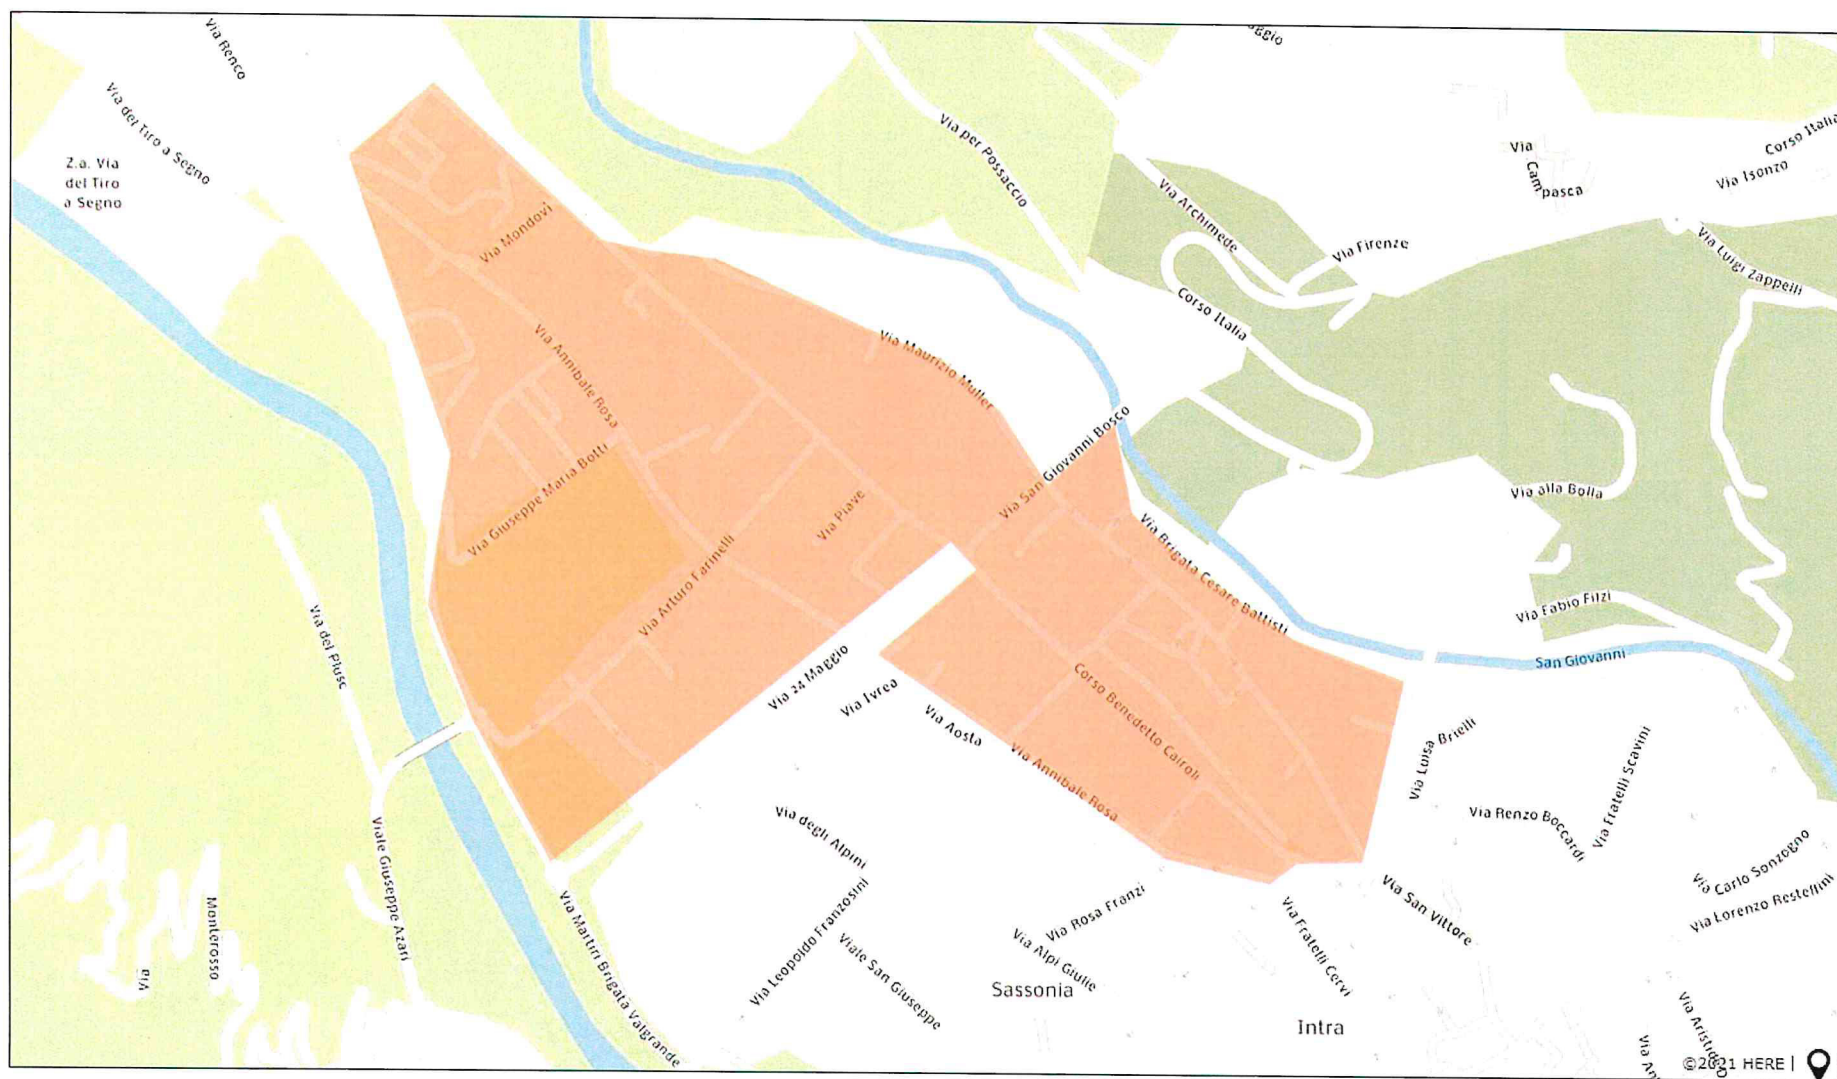 Via Renco
aggio
Via del Tiro a Segno
2.a. Via
del Tiro
a Segno
Via per Possaccio
Via
Campasca
Corso Italia
Via Isonzo
Via Archimede
Via Firenze
Via Luigi Zappelli
Via Mondovì
Corso Italia
Via Annibale Rosa
Via Maurizio Muller
Via San Giovanni Bosco
Via Giuseppe Maria Botti
Via Piave
Via alla Bolla
Via Arturo Farinelli
Via Brigata Cesare Battisti
Via Fabio Filzi
Via del Plusc
San Giovanni
Via 24 Maggio
Via Ivrea
Via Aosta
Corso Benedetto Cairoli
Via Annibale Rosa
Via Luisa Brielli
Via Fratelli Scavini
Via Renzo Boccardi
Viale Giuseppe Azari
Via degli Alpini
Via Carlo Sonzogno
Via Lorenzo Restellini
Via San Vittore
Via Rosa Franzi
Via Fratelli Cervi
Via Leopoldo Franzosini
Viale San Giuseppe
Via Alpi Giulie
Via Martiri Brigata Valgrande
Monterosso
Via
Sassonia
Intra
©2021 HERE |